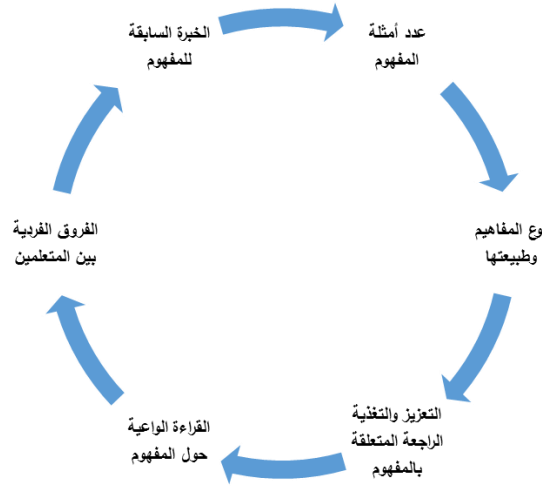 عدد أمثلة
المفهوم
وع المفاهيم
وطبيعتها
التعزيز والتغذية
الراجعة المتعلقة
بالمفهوم
القراءة الواعية
حول المفهوم
الفروق الفردية
بين المتعلمين
الخبرة السابقة
للمفهوم